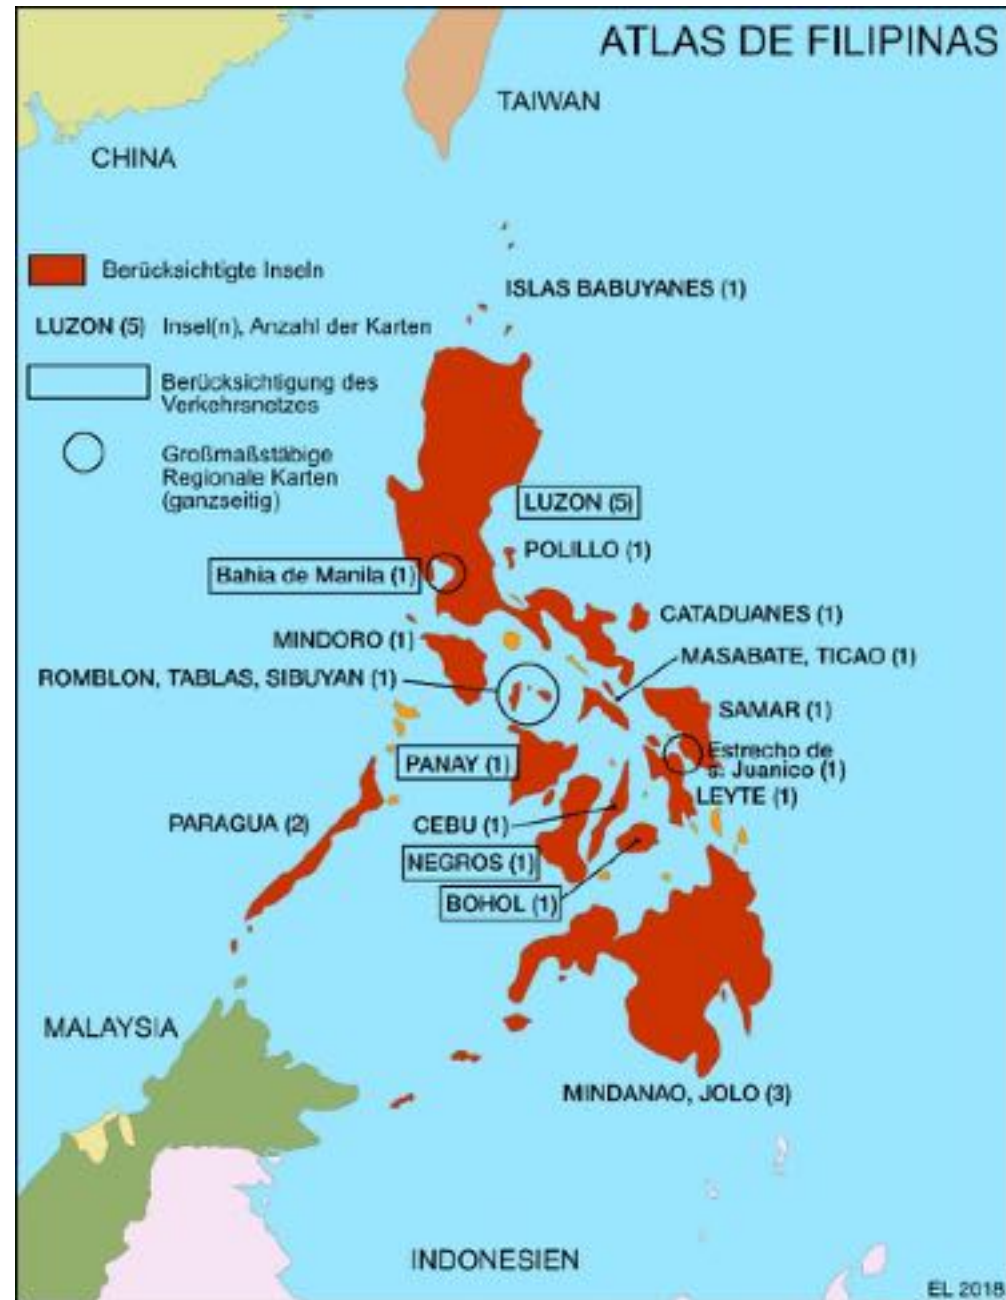 ATLAS DE FILIPINAS
TAIWAN
CHINA
Berücksichtigte Inseln
ISLAS BABUYANES (1)
LUZON (5) Insel(n), Anzahl der Karten
Berücksichtigung des
Verkehrsnetzes
Großmaßstäbige
Regionale Karten
(ganzseitig)
LUZON (5)
POLILLO (1)
Bahia de Manila (1)
CATADUANES (1)
MINDORO (1)
MASABATE, TICAO (1)
ROMBLON, TABLAS, SIBUYAN (1)
SAMAR (1)
Estrecho de
s. Juanico (1)
PANAY (1)
LEYTE (1)
PARAGUA (2)
CEBU (1)
NEGROS (1)
BOHOL (1)
MALAYSIA
MINDANAO, JOLO (3)
INDONESIEN
EL 2018